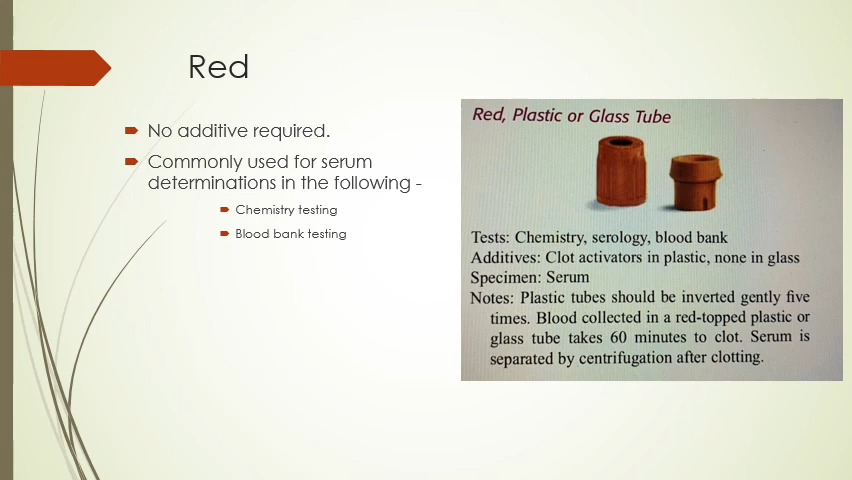 Red
No additive required.
Commonly used for serum
determinations in the following -
Chemistry testing
Blood bank testing
Red, Plastic or Glass Tube
Tests: Chemistry, serology, blood bank
Additives: Clot activators in plastic, none in glass
Specimen: Serum
Notes: Plastic tubes should be inverted gently five
times. Blood collected in a red-topped plastic or
glass tube takes 60 minutes to clot. Serum is
separated by centrifugation after clotting.